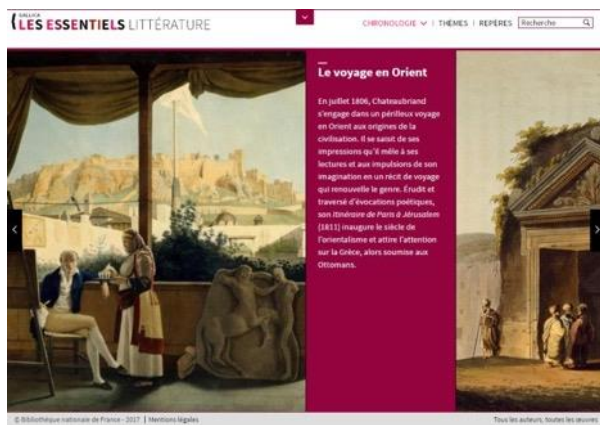 GALLICA
LES ESSENTIELS LITTÉRATURE
CHRONOLOGIE | THÈMES | REPÈRES Recherche
Le voyage en Orient
En juillet 1806, Chateaubriand
s'engage dans un périlleux voyage
en Orient aux origines de la
civilisation. Il se saisit de ses
impressions qu'il mêle à ses
lectures et aux impulsions de son
imagination en un récit de voyage
qui renouvelle le genre. Érudit et
traversé d'évocations poétiques,
son Itinéraire de Paris à Jérusalem
(1811) inaugure le siècle de
l'orientalisme et attire l'attention
sur la Grèce, alors soumise aux
Ottomans.
© Bibliothèque nationale de France - 2017 | Mentions légales
Tous les auteurs, toutes les œuvres